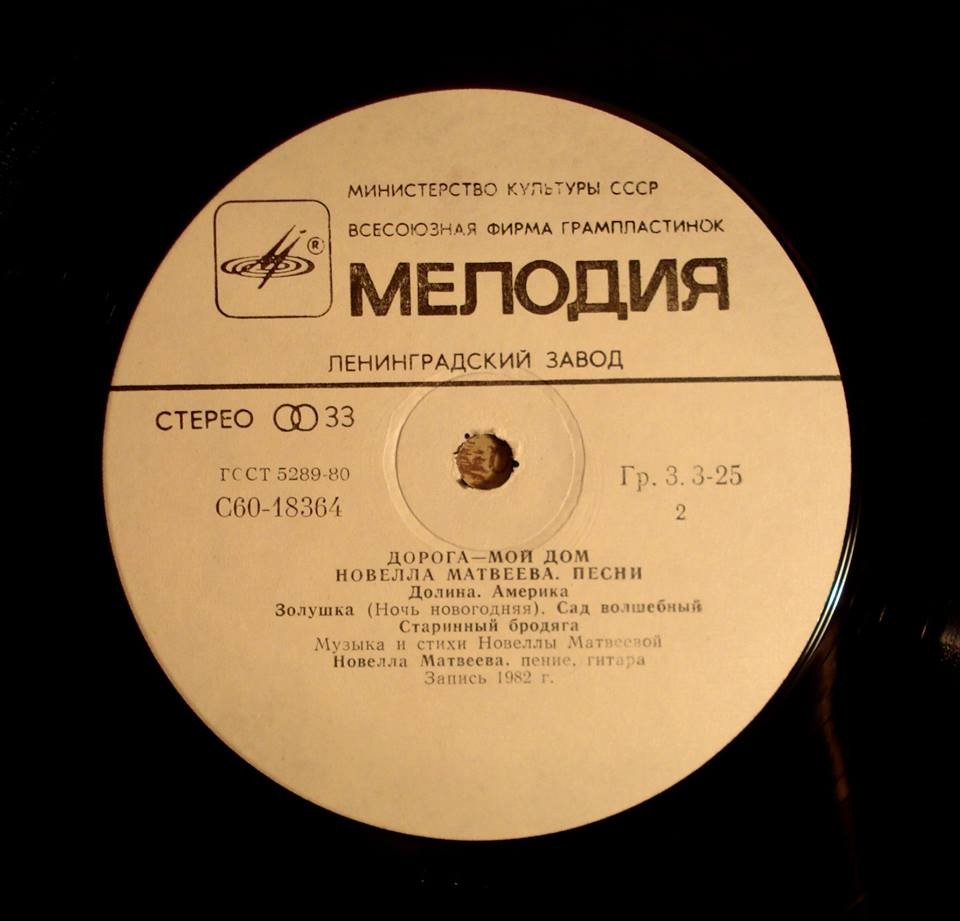 МИНИСТЕРСТВО КУЛЬТУРЫ СССР
ВСЕСОЮЗНАЯ ФИРМА ГРАМПЛАСТИНОК
®
МЕЛОДИЯ
ЛЕНИНГРАДСКИЙ ЗАВОД
СТЕРЕО 33
ГОСТ 5289-80
Гр. 3. 3-25
С60-18364
2
ДОРОГА—МОЙ ДОМ
НОВЕЛЛА МАТВЕЕВА. ПЕСНИ
Долина. Америка
Золушка (Ночь новогодняя). Сад волшебный
Старинный бродяга
Музыка и стихи Новеллы Матвеевой
Новелла Матвеева, пение, гитара
Запись 1982 г.